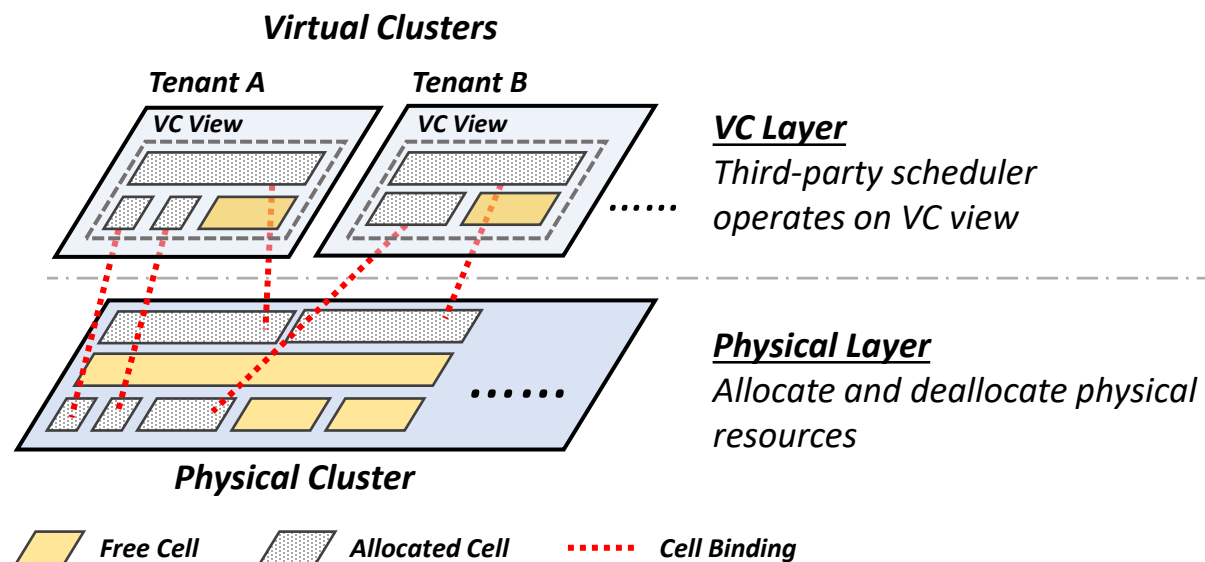 Virtual Clusters
Tenant A
Tenant B
VC View
VC View
VC Layer
Third-party scheduler
operates on VC view
......
Physical Layer
Allocate and deallocate physical
resources
......
Physical Cluster
Free Cell
Allocated Cell
Cell Binding